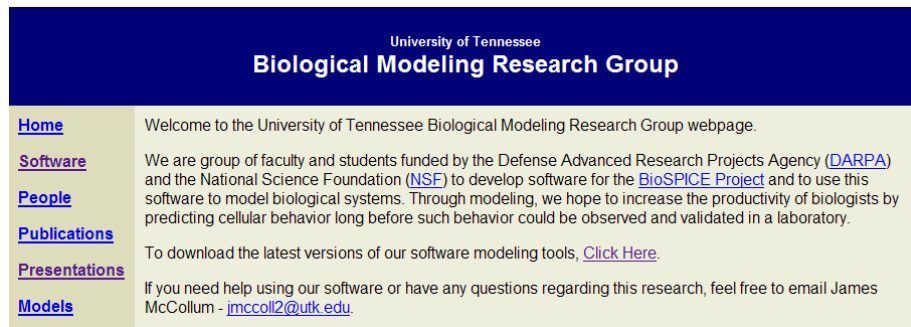 University of Tennessee
Biological Modeling Research Group
Home
Software
People
Publications
Presentations
Models
Welcome to the University of Tennessee Biological Modeling Research Group webpage.
We are group of faculty and students funded by the Defense Advanced Research Projects Agency (DARPA)
and the National Science Foundation (NSF) to develop software for the BioSPICE Project and to use this
software to model biological systems. Through modeling, we hope to increase the productivity of biologists by
predicting cellular behavior long before such behavior could be observed and validated in a laboratory.
To download the latest versions of our software modeling tools, Click Here.
If you need help using our software or have any questions regarding this research, feel free to email James
McCollum - jmccoll2@utk.edu.